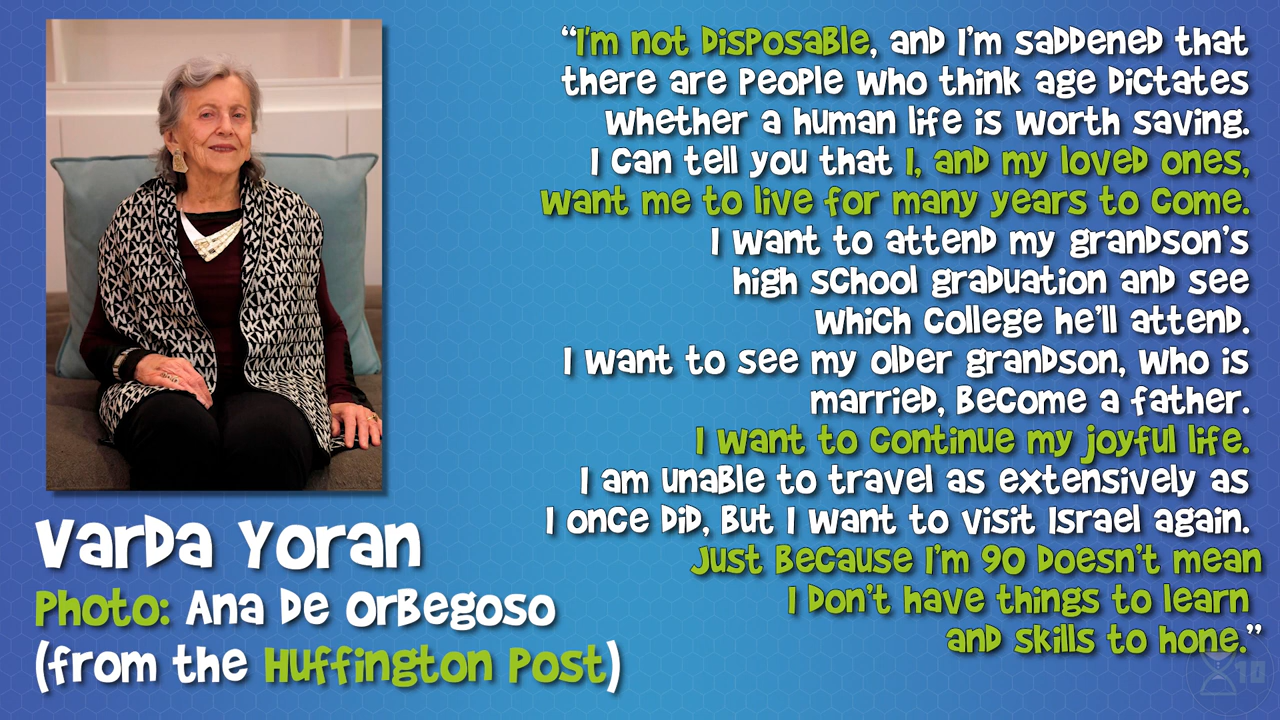 “I'm not disposable, and I'm saddened that
there are people who think age dictates
whether a human life is worth saving.
I can tell you that I, and my loved ones,
want me to live for many years to come.
I want to attend my grandson's
high school graduation and see
which college he'll attend.
I want to see my older grandson, who is
married, become a father.
I want to continue my joyful life.
I am unable to travel as extensively as
I once did, but I want to visit Israel again.
Just because I'm 90 doesn't mean
I don't have things to learn
and skills to hone.”
Varda Yoran
Photo: Ana De Orbegoso
(from the Huffington Post)
10